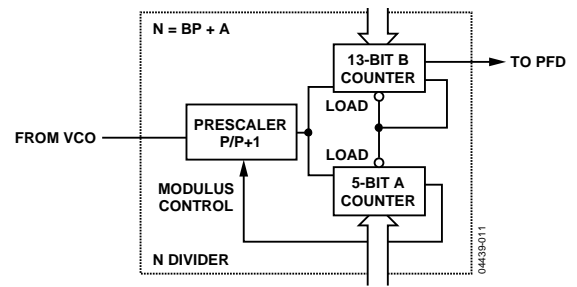 N = BP + A
13-BIT B
COUNTER
TO PFD
LOAD
PRESCALER
P/P+1
FROM VCO
LOAD
MODULUS
CONTROL
5-BIT A
COUNTER
N DIVIDER
04439-011